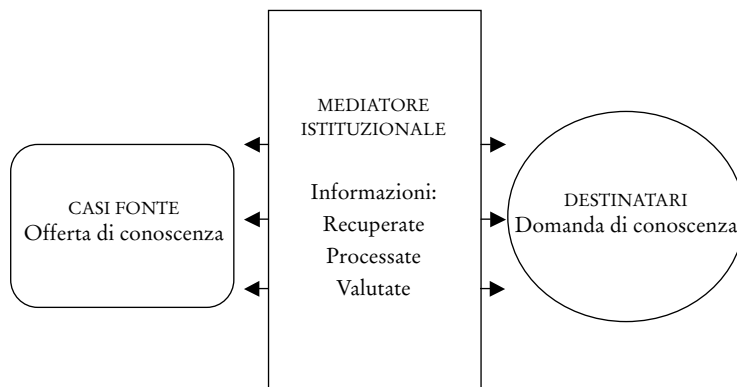 CASI FONTE
Offerta di conoscenza
MEDIATORE
ISTITUZIONALE
Informazioni:
Recuperate
Processate
Valutate
DESTINATARI
Domanda di conoscenza